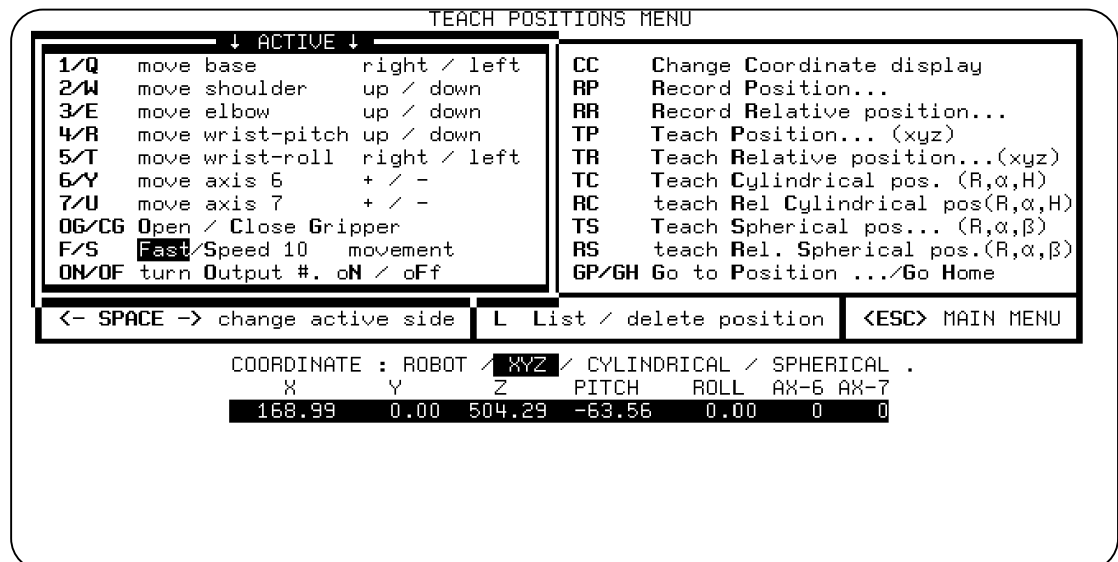 TEACH POSITIONS MENU
↓ ACTIVE ↓
1/Q move base right / left
2/W move shoulder up / down
3/E move elbow up / down
4/R move wrist-pitch up / down
5/T move wrist-roll right / left
6/Y move axis 6 + / -
7/U move axis 7 + / -
OG/CG Open / Close Gripper
F/S Fast/Speed 10 movement
ON/OF turn Output #. oN / oFf
CC Change Coordinate display
RP Record Position...
RR Record Relative position...
TP Teach Position... (xyz)
TR Teach Relative position...(xyz)
TC Teach Cylindrical pos. (R,α,H)
RC teach Rel Cylindrical pos(R,α,H)
TS Teach Spherical pos... (R,α,β)
RS teach Rel. Spherical pos.(R,α,β)
GP/GH Go to Position .../Go Home
<- SPACE -> change active side
L List / delete position
<ESC> MAIN MENU
COORDINATE : ROBOT / XYZ / CYLINDRICAL / SPHERICAL .
X Y Z PITCH ROLL AX-6 AX-7
168.99 0.00 504.29 -63.56 0.00 0 0